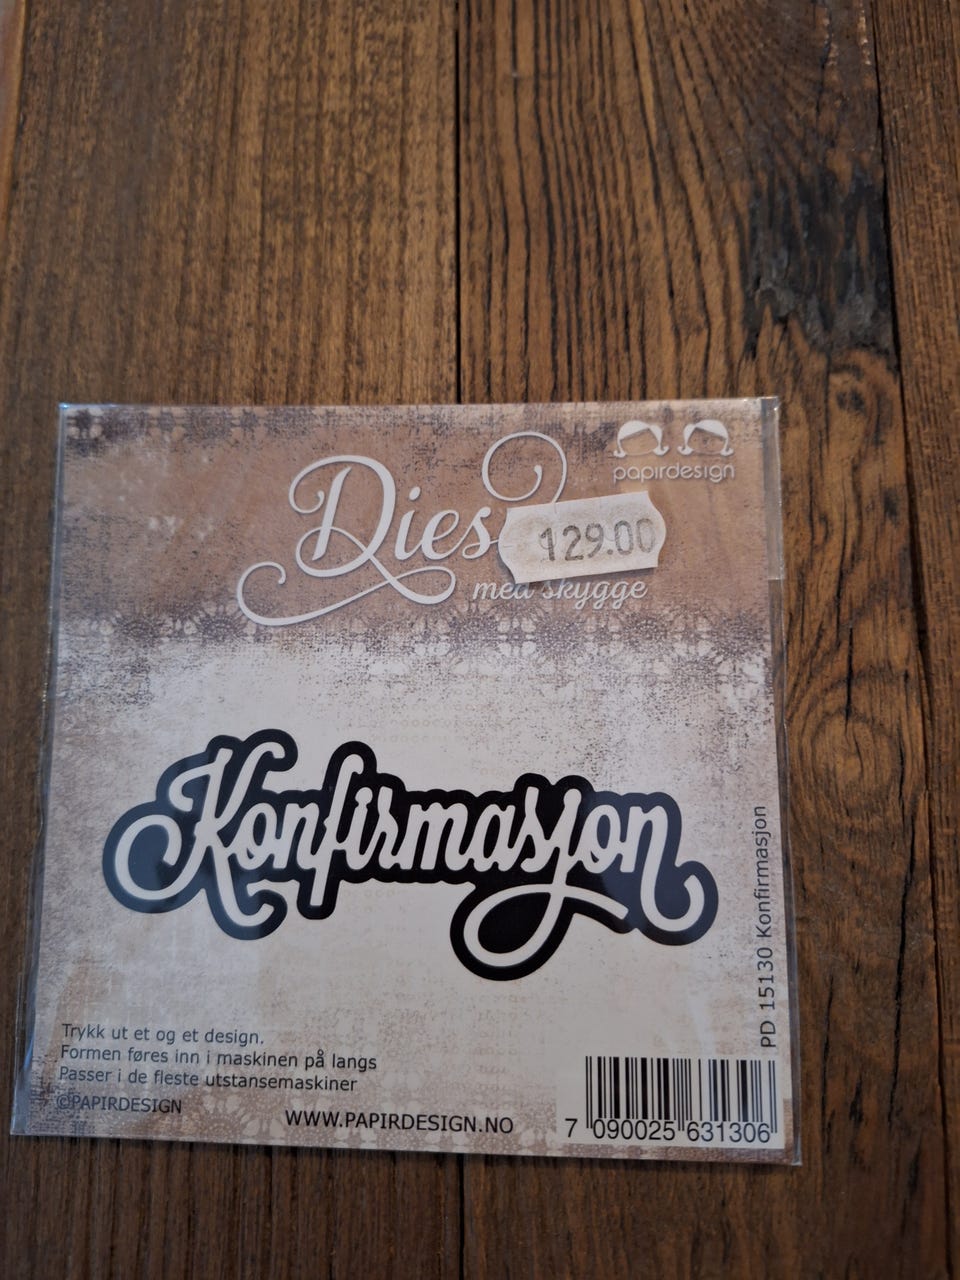 papirdesign
Dies
129.00
med skygge
Konfirmasjon
PD 15130 Konfirmasjon
Trykk ut et og et design.
Formen føres inn i maskinen på langs
Passer i de fleste utstansemaskiner
©PAPIRDESIGN
WWW.PAPIRDESIGN.NO
7 090025 631306